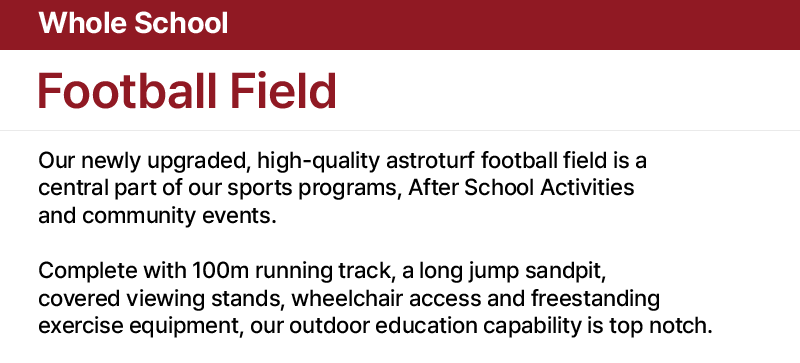 Whole School
Football Field
Our newly upgraded, high-quality astroturf football field is a
central part of our sports programs, After School Activities
and community events.
Complete with 100m running track, a long jump sandpit,
covered viewing stands, wheelchair access and freestanding
exercise equipment, our outdoor education capability is top notch.